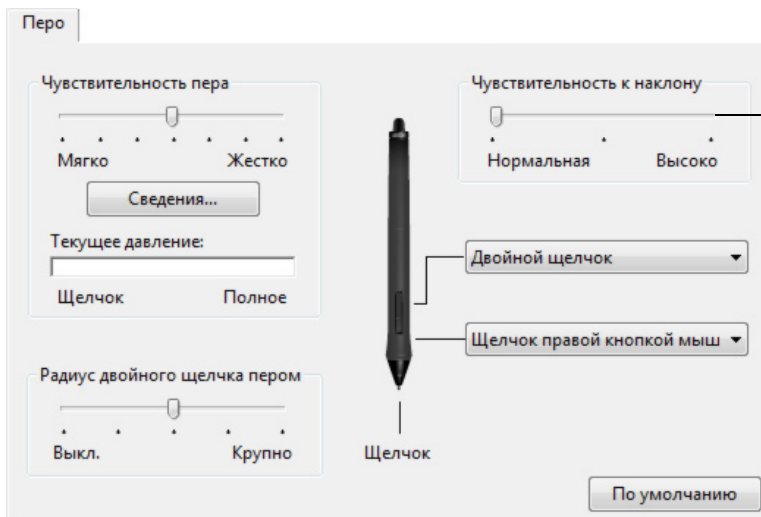 Перо
Чувствительность пера
Мягко Жестко
Сведения...
Текущее давление:
Щелчок Полное
Радиус двойного щелчка пером
Выкл. Крупно
Чувствительность к наклону
Нормальная Высоко
Двойной щелчок
Щелчок правой кнопкой мыш
Щелчок
По умолчанию